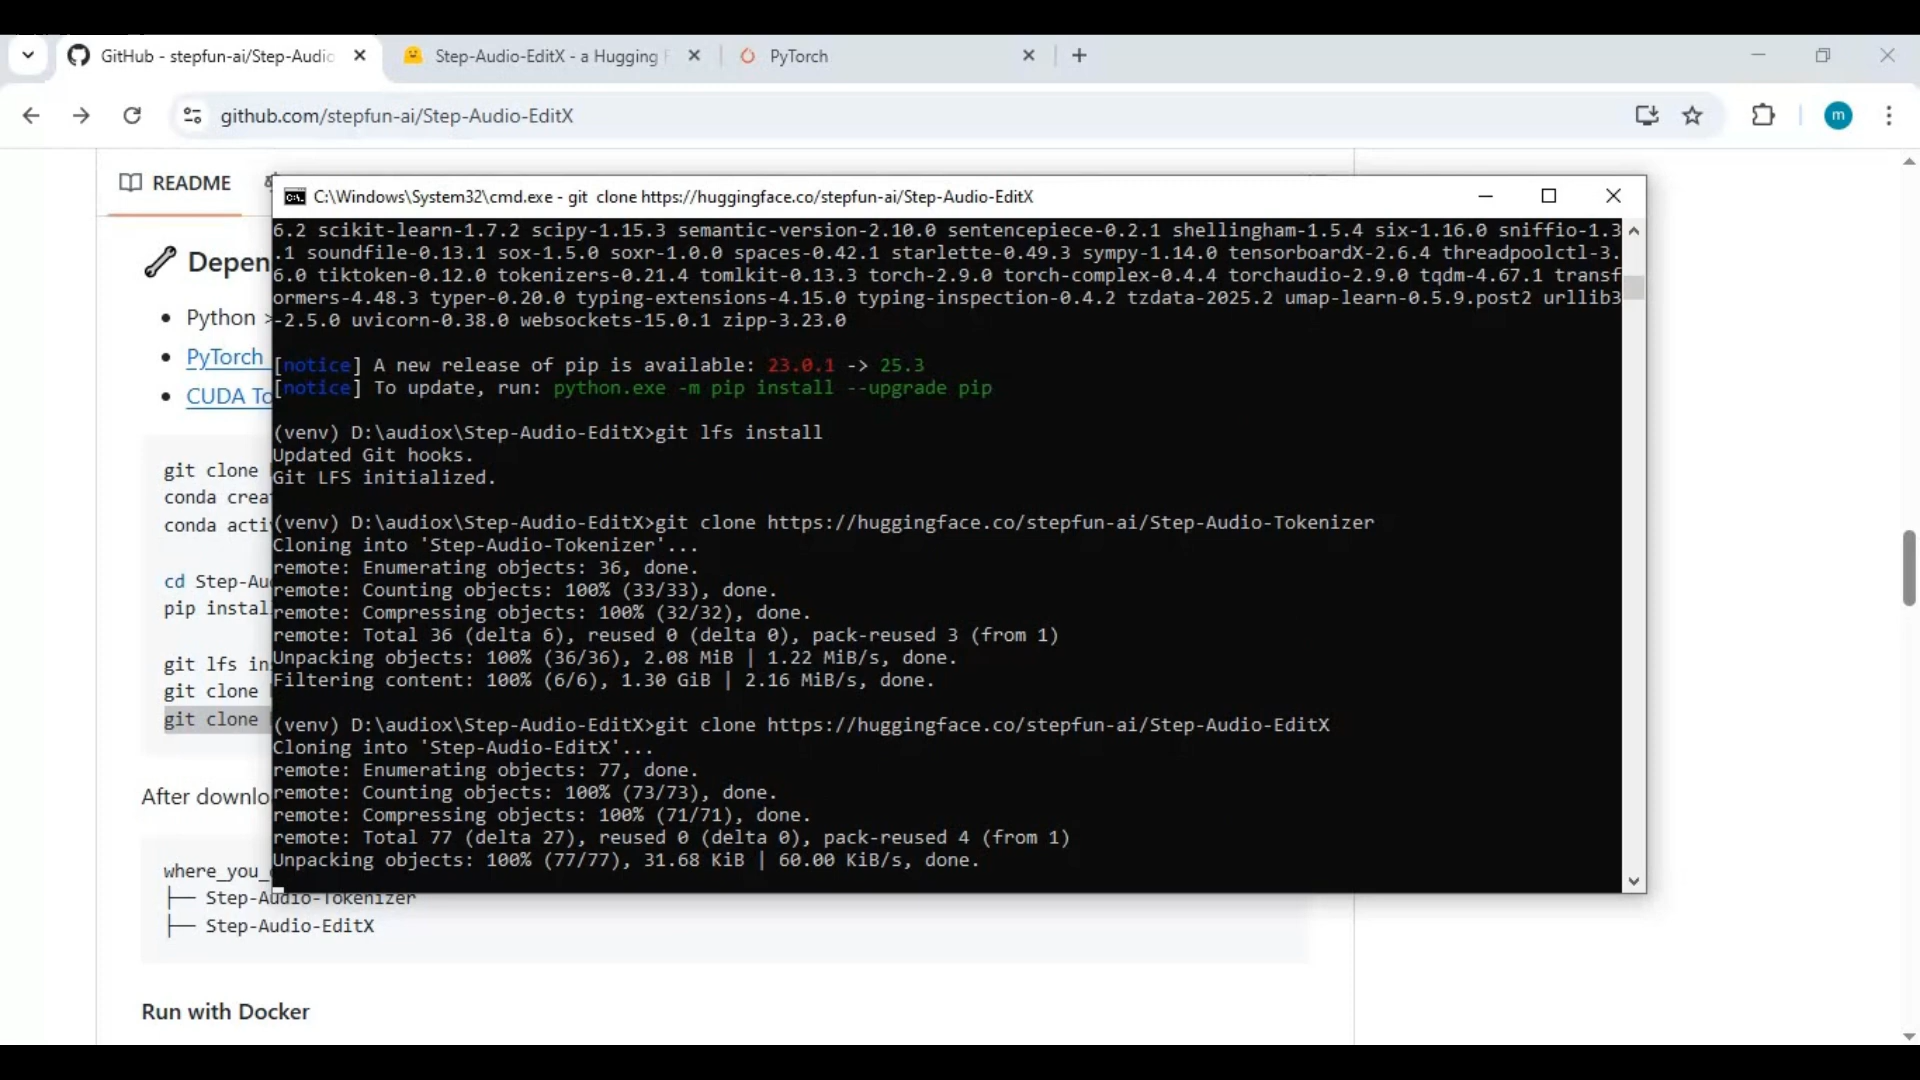 GitHub - stepfun-ai/Step-Audio
Step-Audio-EditX - a Hugging F
PyTorch
github.com/stepfun-ai/Step-Audio-EditX
m
README
C:\Windows\System32\cmd.exe - git  clone https://huggingface.co/stepfun-ai/Step-Audio-EditX
6.2 scikit-learn-1.7.2 scipy-1.15.3 semantic-version-2.10.0 sentencepiece-0.2.1 shellingham-1.5.4 six-1.16.0 sniffio-1.3
.1 soundfile-0.13.1 sox-1.5.0 soxr-1.0.0 spaces-0.42.1 starlette-0.49.3 sympy-1.14.0 tensorboardX-2.6.4 threadpoolctl-3.
6.0 tiktoken-0.12.0 tokenizers-0.21.4 tomlkit-0.13.3 torch-2.9.0 torch-complex-0.4.4 torchaudio-2.9.0 tqdm-4.67.1 transf
ormers-4.48.3 typer-0.20.0 typing-extensions-4.15.0 typing-inspection-0.4.2 tzdata-2025.2 umap-learn-0.5.9.post2 urllib3
-2.5.0 uvicorn-0.38.0 websockets-15.0.1 zipp-3.23.0
[notice] A new release of pip is available: 23.0.1 -> 25.3
[notice] To update, run: python.exe -m pip install --upgrade pip
(venv) D:\audiox\Step-Audio-EditX>git lfs install
Updated Git hooks.
Git LFS initialized.
(venv) D:\audiox\Step-Audio-EditX>git clone https://huggingface.co/stepfun-ai/Step-Audio-Tokenizer
Cloning into 'Step-Audio-Tokenizer'...
remote: Enumerating objects: 36, done.
remote: Counting objects: 100% (33/33), done.
remote: Compressing objects: 100% (32/32), done.
remote: Total 36 (delta 6), reused 0 (delta 0), pack-reused 3 (from 1)
Unpacking objects: 100% (36/36), 2.08 MiB | 1.22 MiB/s, done.
Filtering content: 100% (6/6), 1.30 GiB | 2.16 MiB/s, done.
(venv) D:\audiox\Step-Audio-EditX>git clone https://huggingface.co/stepfun-ai/Step-Audio-EditX
Cloning into 'Step-Audio-EditX'...
remote: Enumerating objects: 77, done.
remote: Counting objects: 100% (73/73), done.
remote: Compressing objects: 100% (71/71), done.
remote: Total 77 (delta 27), reused 0 (delta 0), pack-reused 4 (from 1)
Unpacking objects: 100% (77/77), 31.68 KiB | 60.00 KiB/s, done.
Depen
Python >
PyTorch
CUDA To
git clone
conda crea
conda acti
cd Step-Au
pip instal
git lfs in
git clone
git clone
After downlo
where_you_
├── Step-Audio-Tokenizer
├── Step-Audio-EditX
Run with Docker